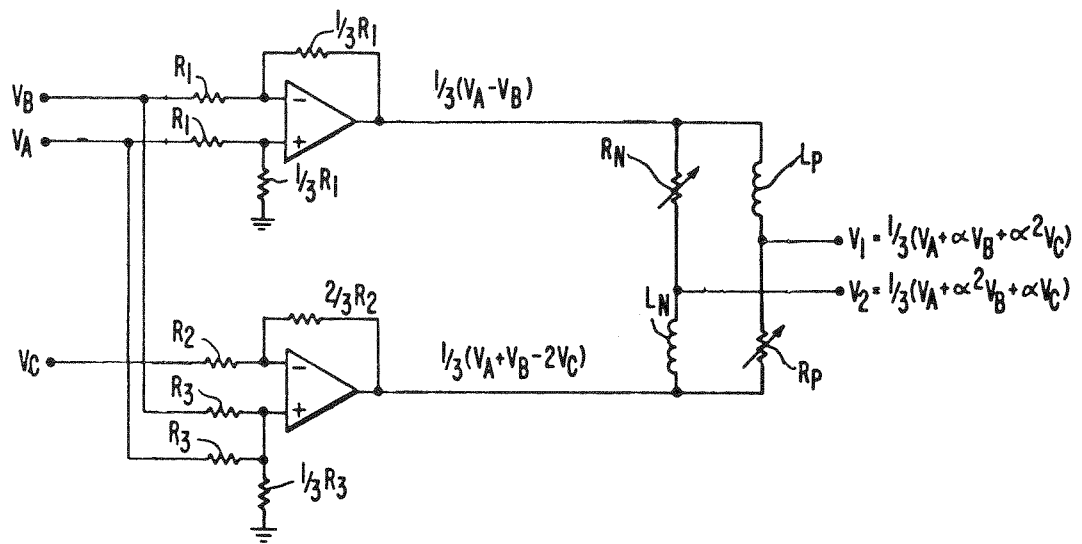 1/3R1
R1
VB
1/3(VA-VB)
VA
R1
RN
LP
1/3R1
V1 = 1/3(VA+αVB+α²VC)
2/3R2
V2 = 1/3(VA+α²VB+αVC)
LN
R2
VC
1/3(VA+VB-2VC)
R3
RP
R3
1/3R3